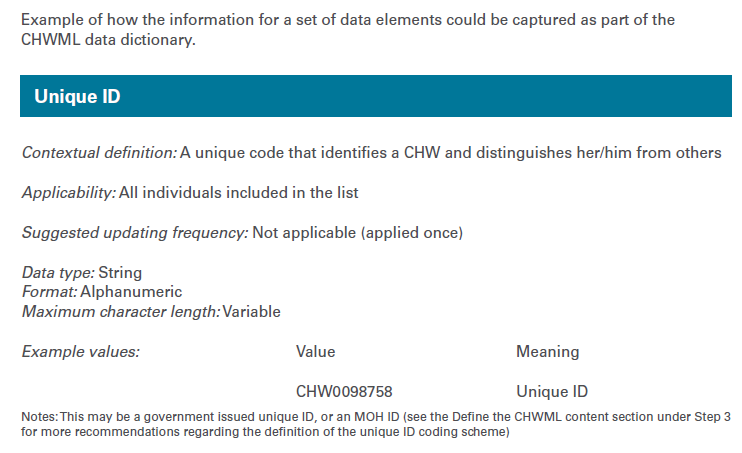 Example of how the information for a set of data elements could be captured as part of the
CHWML data dictionary.
Unique ID
Contextual definition: A unique code that identifies a CHW and distinguishes her/him from others
Applicability: All individuals included in the list
Suggested updating frequency: Not applicable (applied once)
Data type: String
Format: Alphanumeric
Maximum character length: Variable
Example values: Value Meaning
CHW0098758 Unique ID
Notes: This may be a government issued unique ID, or an MOH ID (see the Define the CHWML content section under Step 3
for more recommendations regarding the definition of the unique ID coding scheme)